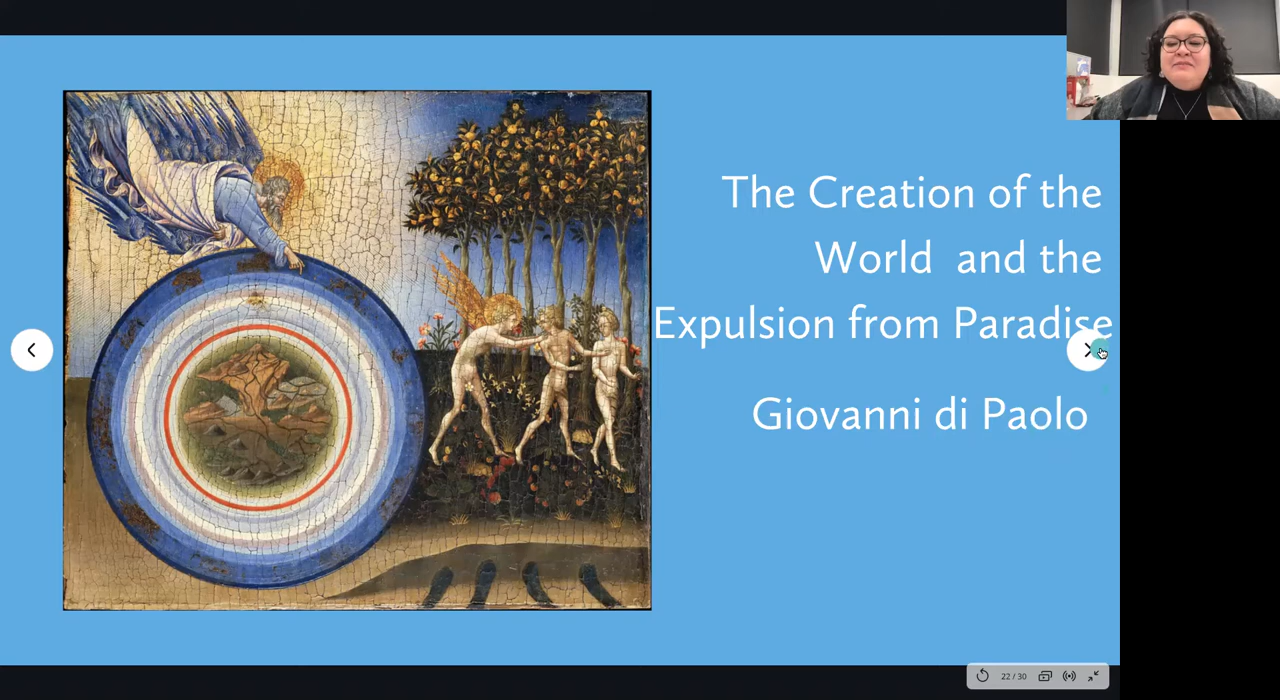 The Creation of the
World and the
Expulsion from Paradise
Giovanni di Paolo
22 / 30